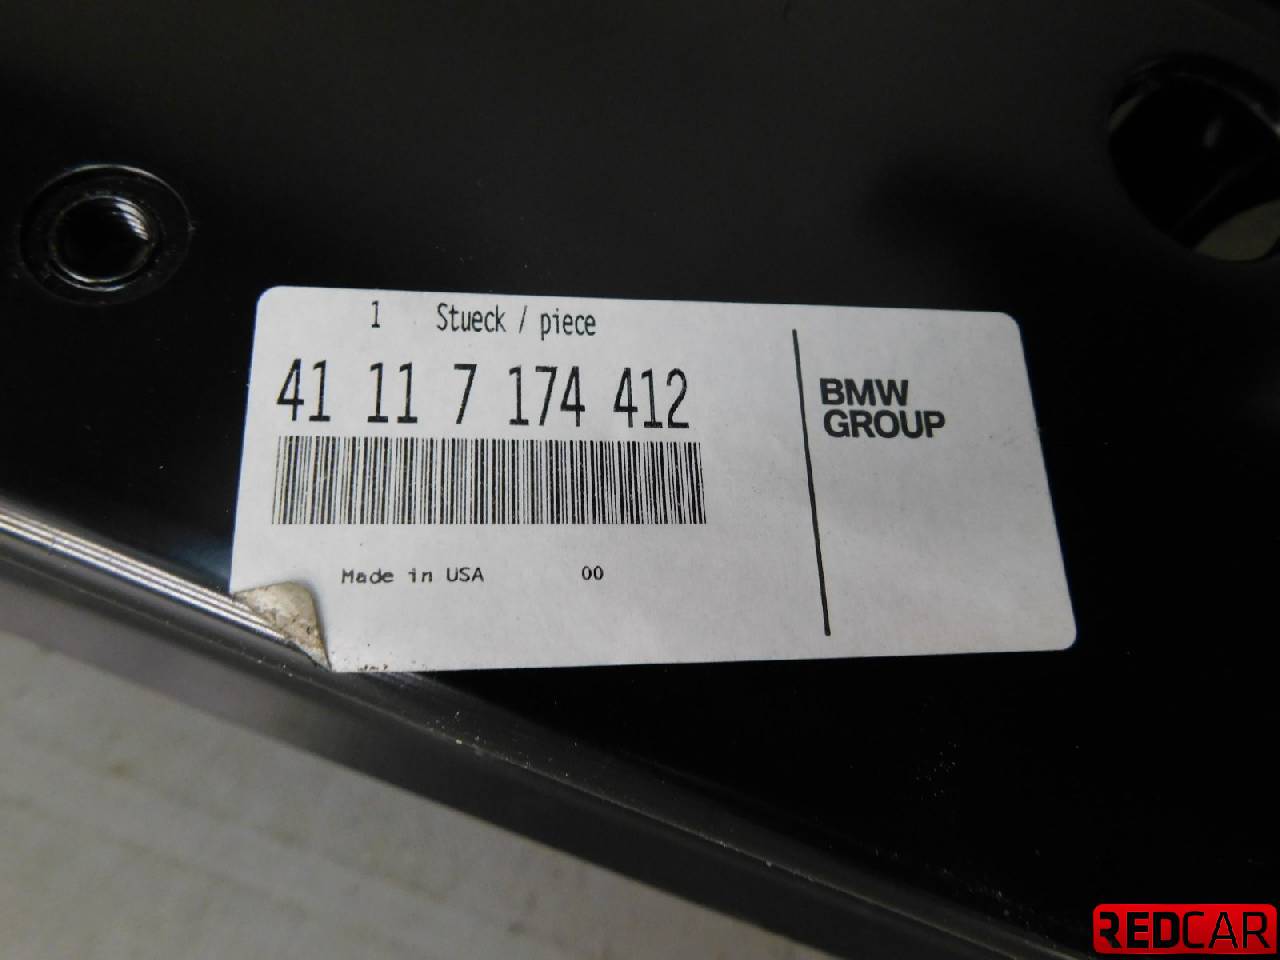 1 Stueck / piece
41 11 7 174 412
BMW
GROUP
Made in USA 00
REDCAR